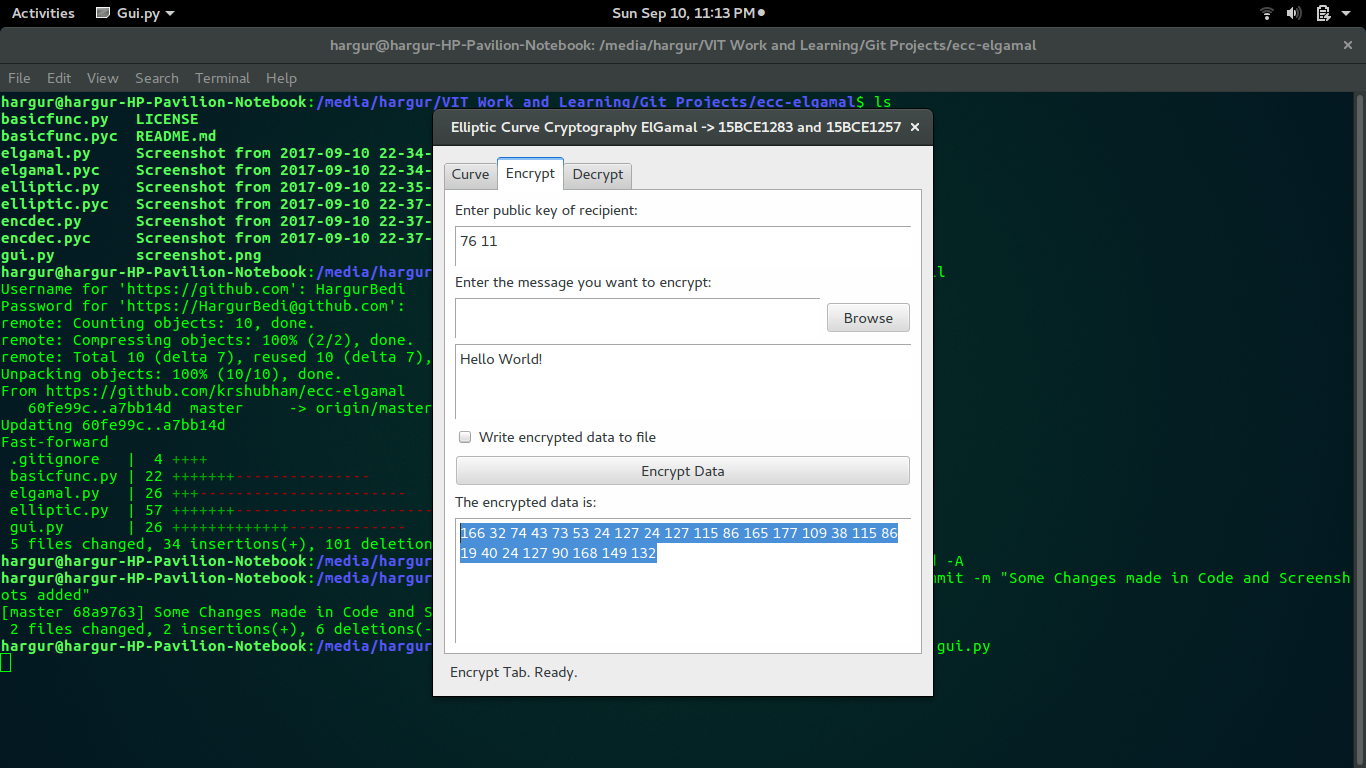 Activities Gui.py Sun Sep 10, 11:13 PM
hargur@hargur-HP-Pavilion-Notebook: /media/hargur/VIT Work and Learning/Git Projects/ecc-elgamal ×
File Edit View Search Terminal Help
hargur@hargur-HP-Pavilion-Notebook:/media/hargur/VIT Work and Learning/Git Projects/ecc-elgamal$ ls
basicfunc.py LICENSE
basicfunc.pyc README.md
elgamal.py Screenshot from 2017-09-10 22-34-
elgamal.pyc Screenshot from 2017-09-10 22-34-
elliptic.py Screenshot from 2017-09-10 22-35-
elliptic.pyc Screenshot from 2017-09-10 22-37-
encdec.py Screenshot from 2017-09-10 22-37-
encdec.pyc Screenshot from 2017-09-10 22-37-
gui.py screenshot.png
hargur@hargur-HP-Pavilion-Notebook:/media/hargur l
Username for 'https://github.com': HargurBedi
Password for 'https://HargurBedi@github.com':
remote: Counting objects: 10, done.
remote: Compressing objects: 100% (2/2), done.
remote: Total 10 (delta 7), reused 10 (delta 7),
Unpacking objects: 100% (10/10), done.
From https://github.com/krshubham/ecc-elgamal
60fe99c..a7bb14d master -> origin/master
Updating 60fe99c..a7bb14d
Fast-forward
.gitignore | 4 ++++
basicfunc.py | 22 +++++++---------------
elgamal.py | 26 +++-----------------------
elliptic.py | 57 +++++++-------------------------
gui.py | 26 +++++++++++++-------------
5 files changed, 34 insertions(+), 101 deletion
hargur@hargur-HP-Pavilion-Notebook:/media/hargur -A
hargur@hargur-HP-Pavilion-Notebook:/media/hargur mit -m "Some Changes made in Code and Screensh
ots added"
[master 68a9763] Some Changes made in Code and S
2 files changed, 2 insertions(+), 6 deletions(-
hargur@hargur-HP-Pavilion-Notebook:/media/hargur gui.py
Elliptic Curve Cryptography ElGamal -> 15BCE1283 and 15BCE1257 ×
Curve Encrypt Decrypt
Enter public key of recipient:
76 11
Enter the message you want to encrypt:
Browse
Hello World!
Write encrypted data to file
Encrypt Data
The encrypted data is:
166 32 74 43 73 53 24 127 24 127 115 86 165 177 109 38 115 86
19 40 24 127 90 168 149 132
Encrypt Tab. Ready.